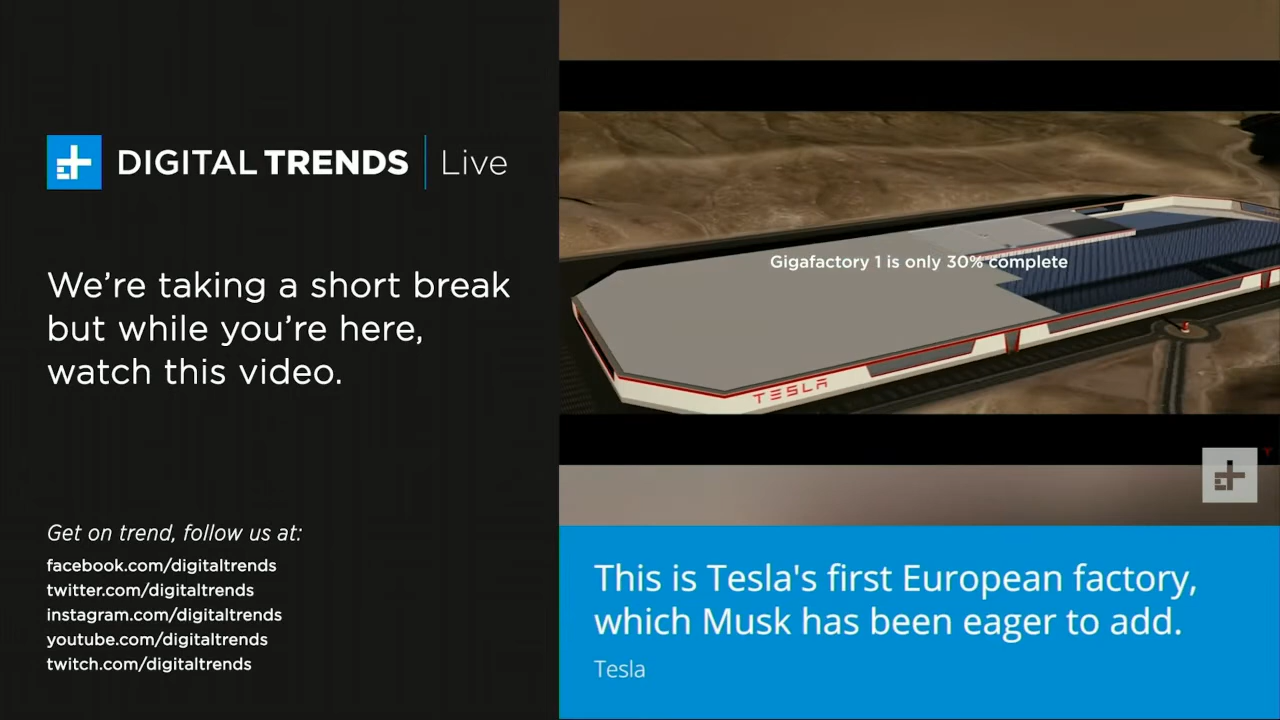 DIGITAL TRENDS | Live
We're taking a short break
but while you're here,
watch this video.
Get on trend, follow us at:
facebook.com/digitaltrends
twitter.com/digitaltrends
instagram.com/digitaltrends
youtube.com/digitaltrends
twitch.com/digitaltrends
Gigafactory 1 is only 30% complete
TESLA
This is Tesla's first European factory,
which Musk has been eager to add.
Tesla